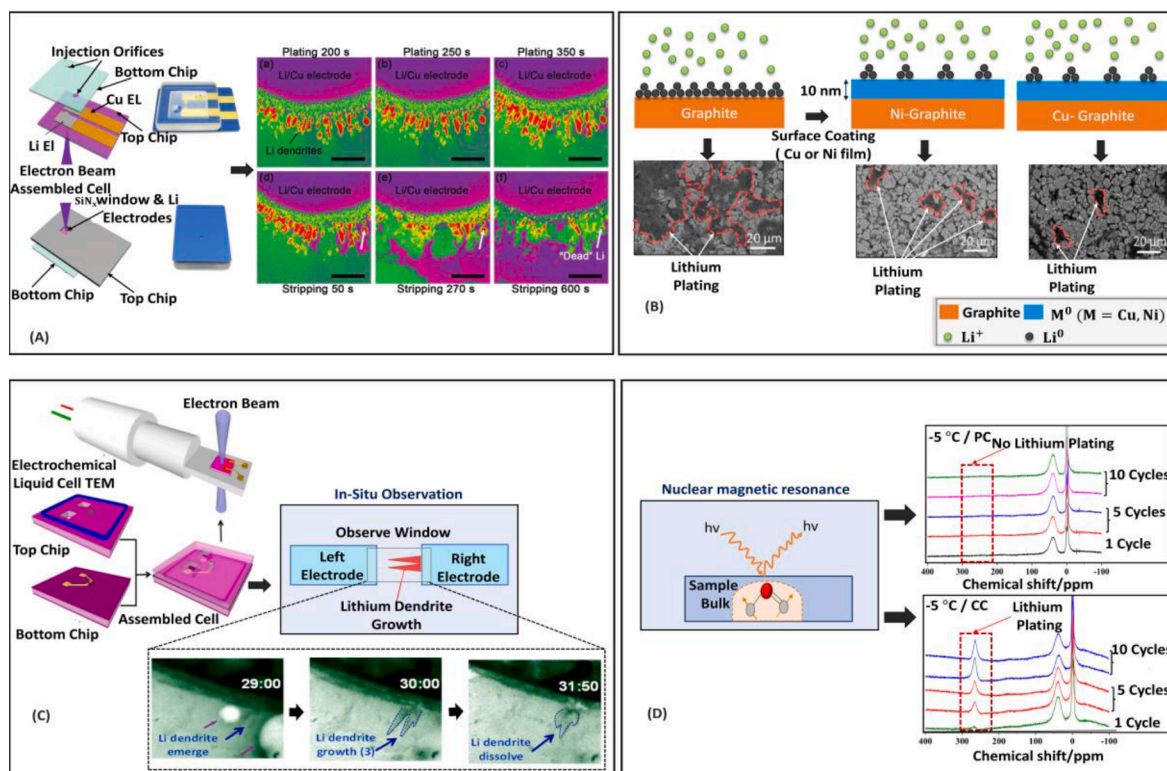 Injection Orifices
Bottom Chip
Cu EL
Top Chip
Li El
Electron Beam
Assembled Cell
SiNx window & Li
Electrodes
Bottom Chip
Top Chip
(A)
Plating 200 s
Plating 250 s
Plating 350 s
(a)
Li/Cu electrode
Li dendrites
(b)
Li/Cu electrode
(c)
Li/Cu electrode
(d)
Li/Cu electrode
(e)
Li/Cu electrode
(f)
Li/Cu electrode
"Dead" Li
Stripping 50 s
Stripping 270 s
Stripping 600 s
10 nm
Graphite
Ni-Graphite
Cu- Graphite
Surface Coating
( Cu or Ni film)
20 µm
20 µm
20 µm
Lithium
Plating
Lithium
Plating
Lithium
Plating
(B)
Graphite
M⁰ (M = Cu, Ni)
Li⁺
Li⁰
Electron Beam
Electrochemical
Liquid Cell TEM
Top Chip
Bottom Chip
Assembled Cell
In-Situ Observation
Observe Window
Left
Electrode
Right
Electrode
Lithium Dendrite
Growth
29:00
Li dendrite
emerge
30:00
Li dendrite
growth (3)
31:50
Li dendrite
dissolve
(C)
Nuclear magnetic resonance
hν
hν
Sample
Bulk
(D)
-5 °C / PC
No Lithium Plating
10 Cycles
5 Cycles
1 Cycle
400 300 200 100 0 -100
Chemical shift/ppm
-5 °C / CC
Lithium
Plating
10 Cycles
5 Cycles
1 Cycle
400 300 200 100 0 -100
Chemical shift/ppm